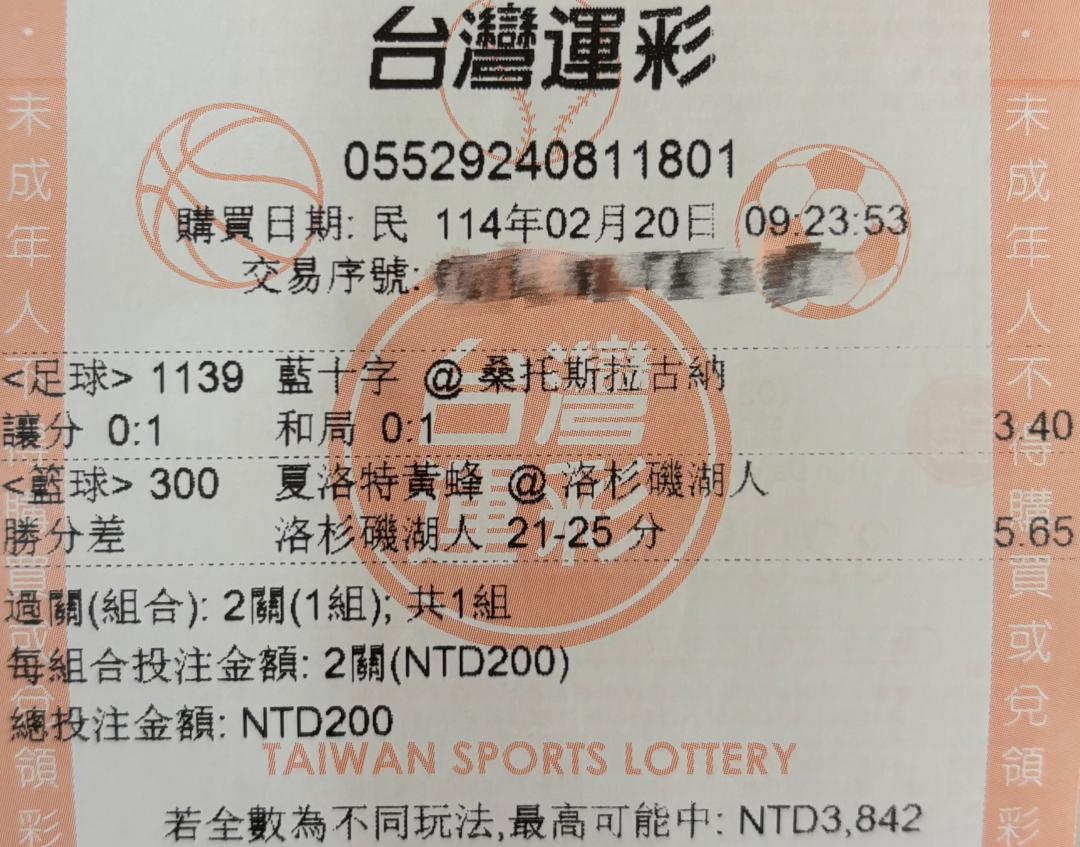 台灣運彩
05529240811801
購買日期: 民 114年02月20日 09:23:53
交易序號:
<足球> 1139 藍十字 @ 桑托斯拉古納
讓分 0:1 和局 0:1 3.40
<籃球> 300 夏洛特黃蜂 @ 洛杉磯湖人
勝分差 洛杉磯湖人 21-25 分 5.65
過關(組合): 2關(1組); 共1組
每組合投注金額: 2關(NTD200)
總投注金額: NTD200
TAIWAN SPORTS LOTTERY
若全數為不同玩法,最高可能中: NTD3,842
台灣運彩
未成年人不得購買或兌領彩
未成年人不得購買或兌領彩